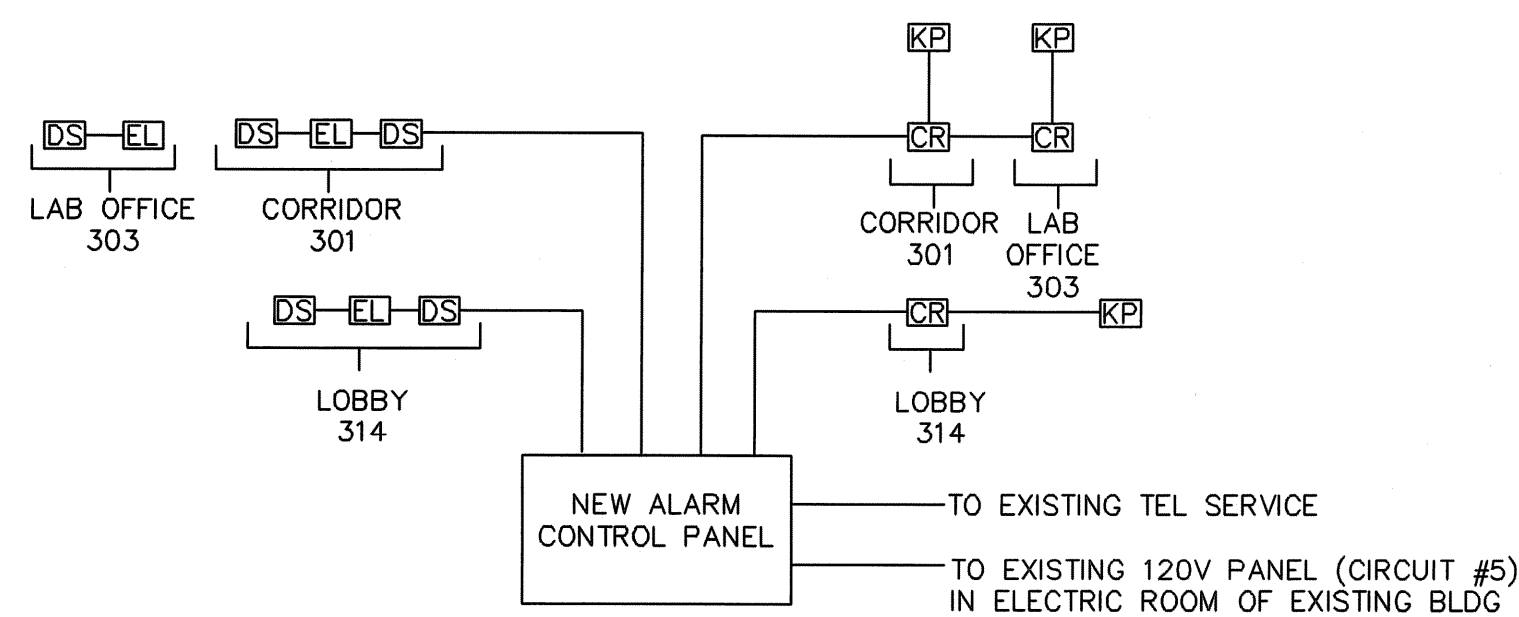 KP KP
DS EL DS EL DS CR CR
LAB OFFICE
303
CORRIDOR
301
CORRIDOR
301
LAB
OFFICE
303
DS EL DS CR KP
LOBBY
314
LOBBY
314
NEW ALARM
CONTROL PANEL
TO EXISTING TEL SERVICE
TO EXISTING 120V PANEL (CIRCUIT #5)
IN ELECTRIC ROOM OF EXISTING BLDG